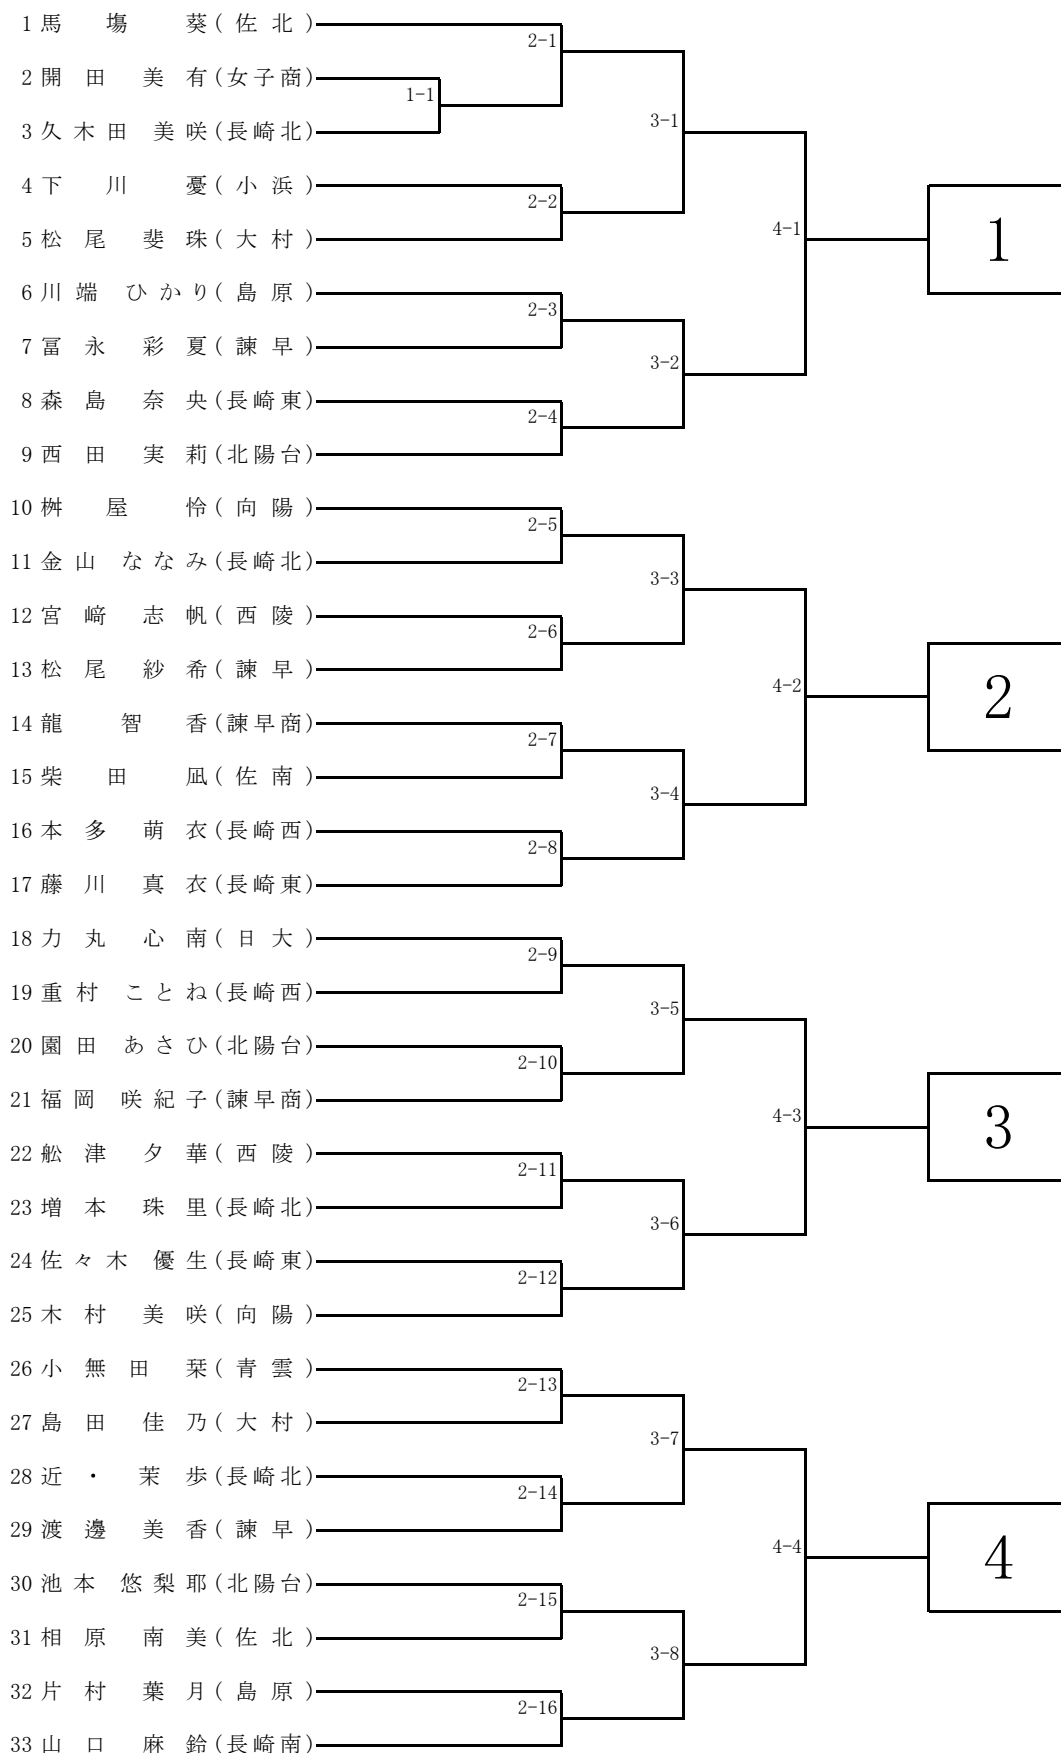 1 馬場 葵(佐北)
2-1
2 開田 美有(女子商)
1-1
3 久木田 美咲(長崎北)
3-1
4 下川 憂(小浜)
2-2
4-1
5 松尾 斐珠(大村)
1
6 川端 ひかり(島原)
2-3
7 冨永 彩夏(諫早)
3-2
8 森島 奈央(長崎東)
2-4
9 西田 実莉(北陽台)
10 桝屋 怜(向陽)
2-5
11 金山 ななみ(長崎北)
3-3
12 宮﨑 志帆(西陵)
2-6
13 松尾 紗希(諫早)
4-2
2
14 龍 智香(諫早商)
2-7
15 柴田 凪(佐南)
3-4
16 本多 萌衣(長崎西)
2-8
17 藤川 真衣(長崎東)
18 力丸 心南(日大)
2-9
19 重村 ことね(長崎西)
3-5
20 園田 あさひ(北陽台)
2-10
21 福岡 咲紀子(諫早商)
4-3
3
22 舩津 夕華(西陵)
2-11
23 増本 珠里(長崎北)
3-6
24 佐々木 優生(長崎東)
2-12
25 木村 美咲(向陽)
26 小無田 栞(青雲)
2-13
27 島田 佳乃(大村)
3-7
28 近・ 茉歩(長崎北)
2-14
29 渡邊 美香(諫早)
4-4
4
30 池本 悠梨耶(北陽台)
2-15
31 相原 南美(佐北)
3-8
32 片村 葉月(島原)
2-16
33 山口 麻鈴(長崎南)